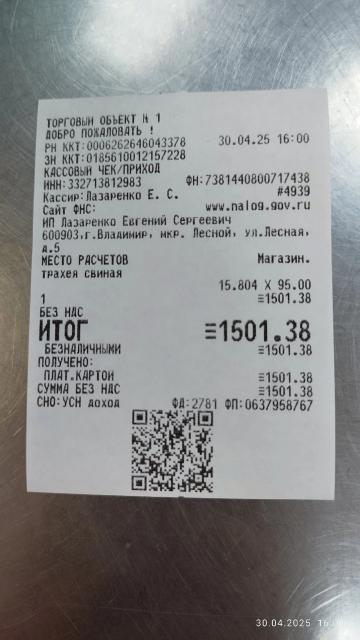 ТОРГОВЫЙ ОБЪЕКТ N 1
ДОБРО ПОЖАЛОВАТЬ !
РН ККТ:0006262646043378 30.04.25 16:00
ЗН ККТ:0185610012157228
КАССОВЫЙ ЧЕК/ПРИХОД
ИНН:332713812983 ФН:7381440800717438
Кассир:Лазаренко Е. С. #4939
Сайт ФНС: www.nalog.gov.ru
ИП Лазаренко Евгений Сергеевич
600903,г.Владимир, мкр. Лесной, ул.Лесная,
д.5
МЕСТО РАСЧЕТОВ Магазин.
трахея свиная
15.804 X 95.00
1 ≡1501.38
БЕЗ НДС
ИТОГ ≡1501.38
БЕЗНАЛИЧНЫМИ ≡1501.38
ПОЛУЧЕНО:
ПЛАТ.КАРТОЙ ≡1501.38
СУММА БЕЗ НДС ≡1501.38
СНО:УСН доход ФД:2781 ФП:0637958767
30.04.2025 16:0